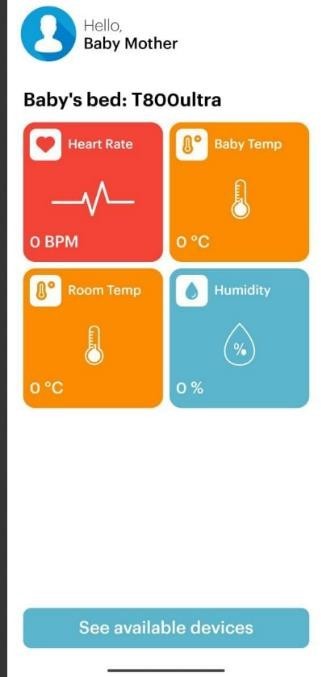 Hello,
Baby Mother
Baby's bed: T800ultra
Heart Rate
0 BPM
Baby Temp
0 °C
Room Temp
0 °C
Humidity
%
0 %
See available devices